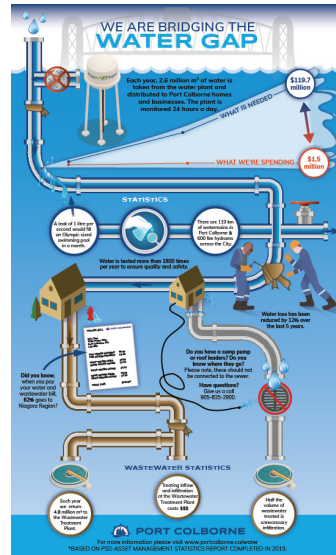 WE ARE BRIDGING THE
WATER GAP
Each year, 2.6 million m³ of water is
taken from the water plant and
distributed to Port Colborne homes
and businesses. The plant is
monitored 24 hours a day.
$119.7
million
WHAT IS NEEDED
WHAT WE'RE SPENDING
$1.5
million
STATISTICS
A leak of 1 litre per
second would fill
an Olympic sized
swimming pool
in a month.
There are 113 km
of watermains in
Port Colborne &
600 fire hydrants
across the City.
Water is tested more than 1800 times
per year to ensure quality and safety.
Water loss has been
reduced by 12% over
the last 5 years.
Did you know,
when you pay
your water and
wastewater bill,
62% goes to
Niagara Region?
Do you have a sump pump
or roof leaders? Do you
know where they go?
Please note, these should not
be connected to the sewer.
Have questions?
Give us a call
905-835-2900.
WASTEWATER STATISTICS
Each year
we return
4.8 million m³ to
the Wastewater
Treatment
Plant.
Treating inflow
and infiltration
at the Wastewater
Treatment Plant
costs $$$
Half the
volume of
wastewater
treated is
unnecessary
infiltration.
PORT COLBORNE
For more information please visit www.portcolborne.ca/water
*BASED ON PSD ASSET MANAGEMENT STATISTICS REPORT COMPLETED IN 2019.